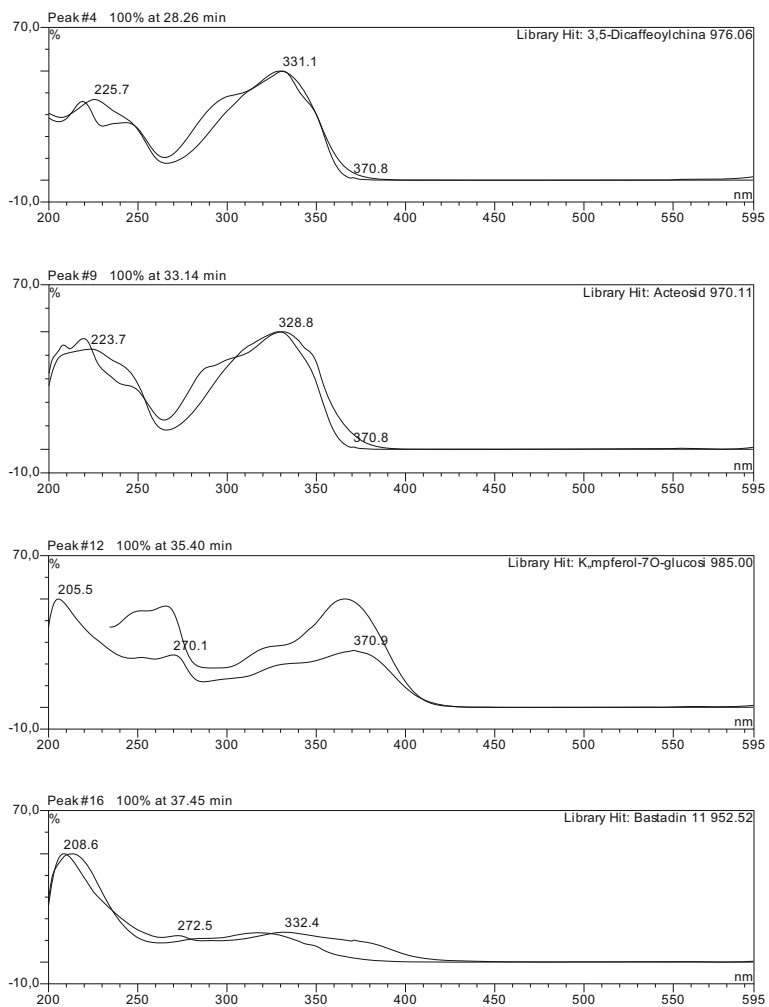 Peak #4 100% at 28.26 min
70,0
%
Library Hit: 3,5-Dicaffeoylchina 976.06
225.7
331.1
370.8
-10,0
nm
200 250 300 350 400 450 500 550 595
Peak #9 100% at 33.14 min
70,0
%
Library Hit: Acteosid 970.11
223.7
328.8
370.8
-10,0
nm
200 250 300 350 400 450 500 550 595
Peak #12 100% at 35.40 min
70,0
%
Library Hit: K„mpferol-7O-glucosi 985.00
205.5
270.1
370.9
-10,0
nm
200 250 300 350 400 450 500 550 595
Peak #16 100% at 37.45 min
70,0
%
Library Hit: Bastadin 11 952.52
208.6
272.5
332.4
-10,0
nm
200 250 300 350 400 450 500 550 595